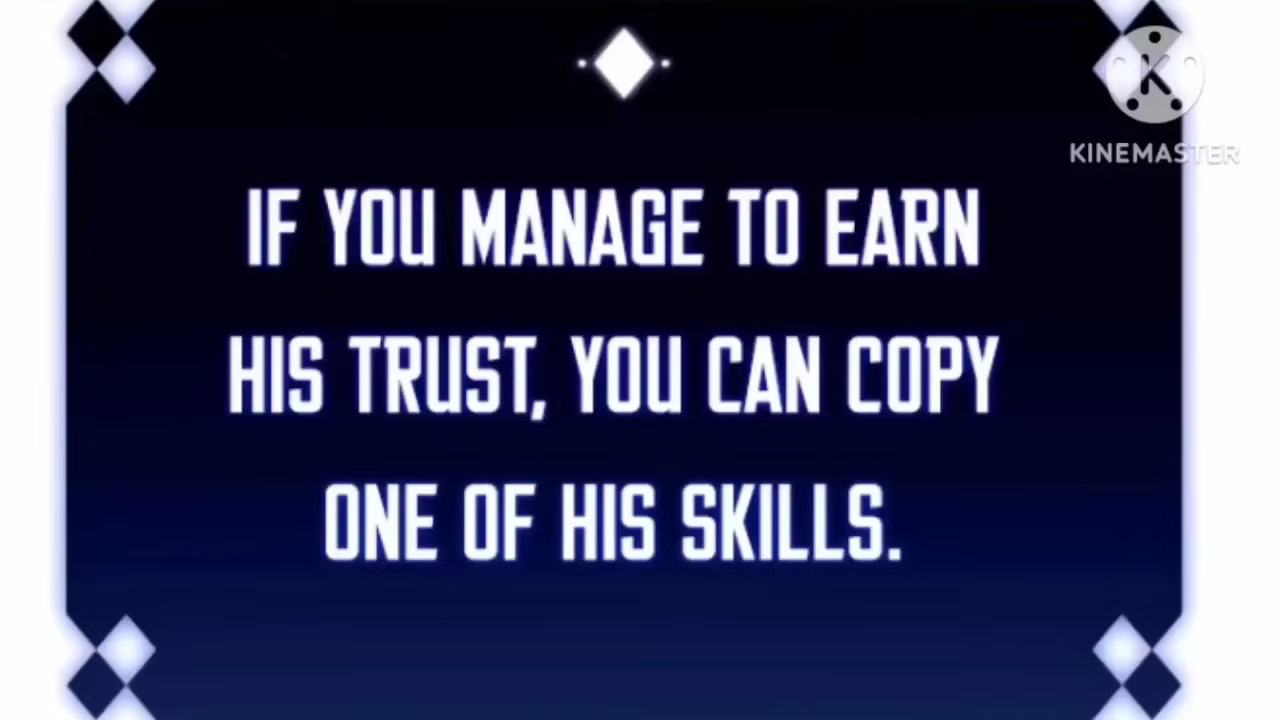 K
KINEMASTER
IF YOU MANAGE TO EARN
HIS TRUST, YOU CAN COPY
ONE OF HIS SKILLS.